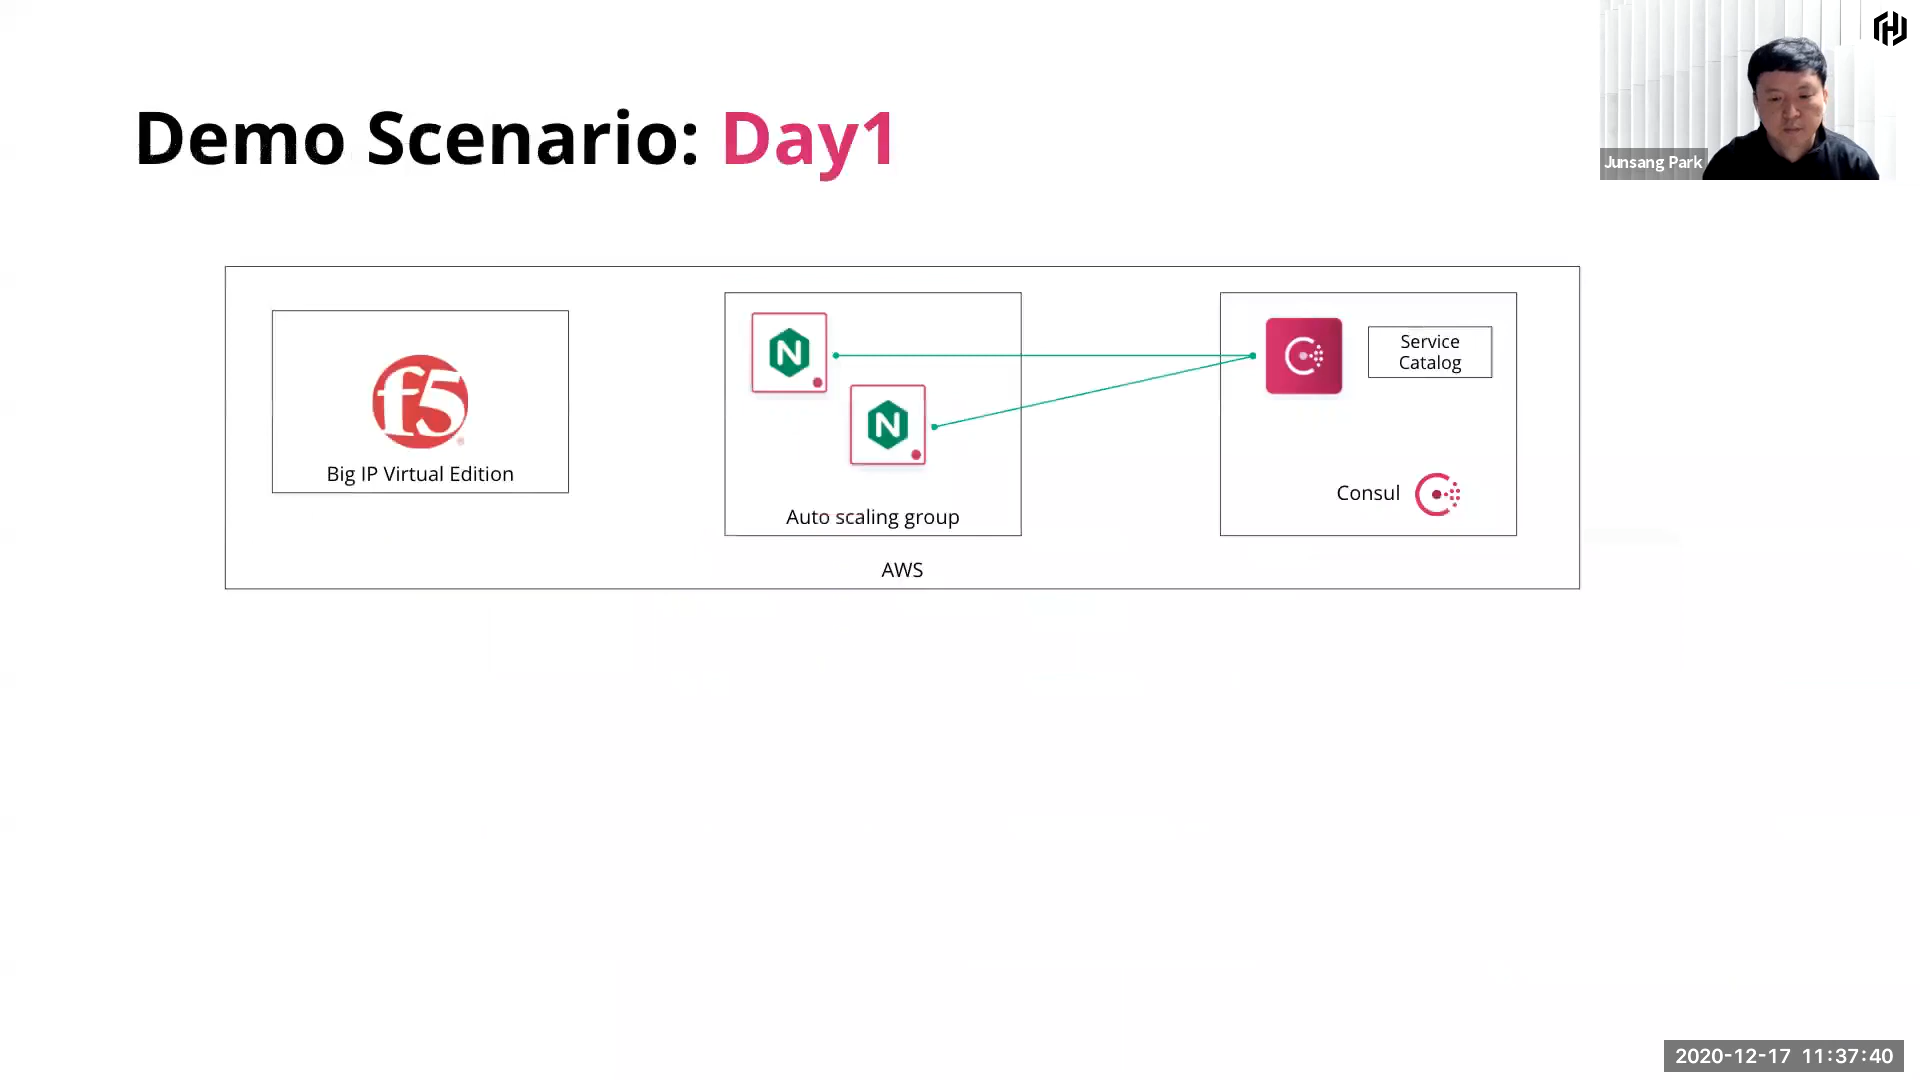 Demo Scenario: Day1
Junsang Park
f5
Big IP Virtual Edition
N
N
Auto scaling group
Service
Catalog
Consul
AWS
2020-12-17 11:37:40